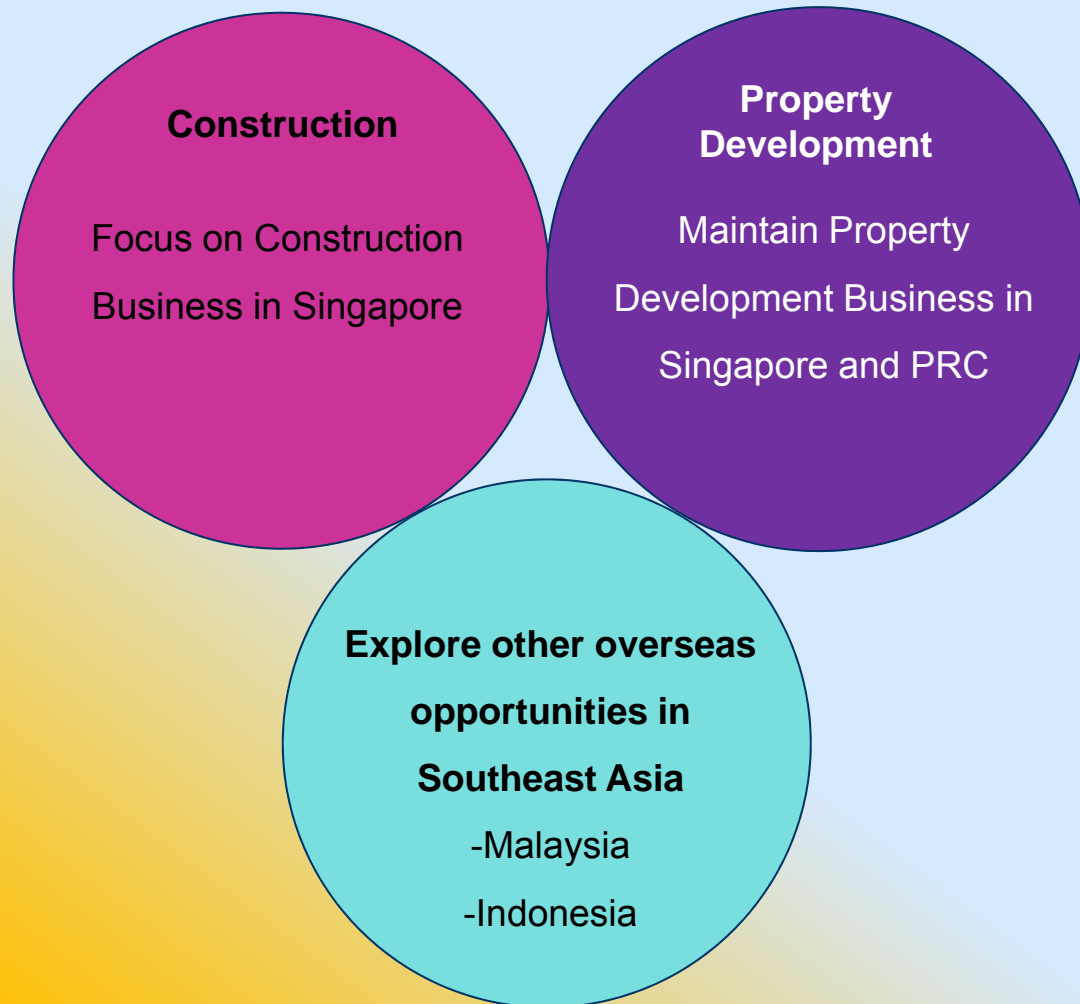 Construction
Focus on Construction
Business in Singapore
Property
Development
Maintain Property
Development Business in
Singapore and PRC
Explore other overseas
opportunities in
Southeast Asia
-Malaysia
-Indonesia